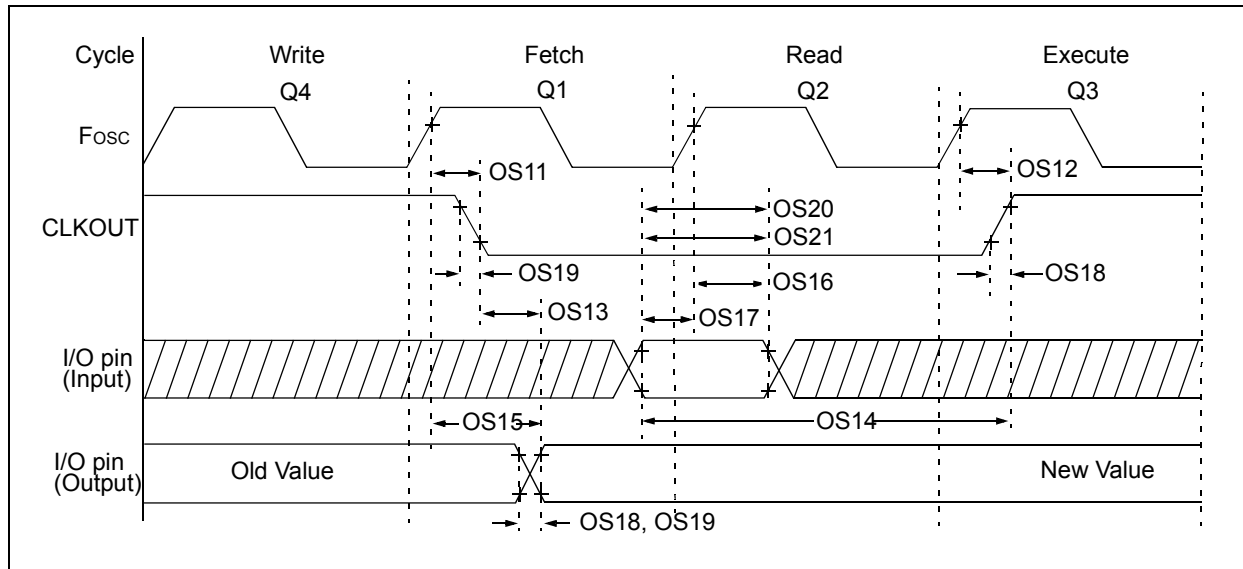 Cycle Write Fetch Read Execute
Q4 Q1 Q2 Q3
Fosc
OS11 OS12
CLKOUT
OS20
OS21
OS19 OS16 OS18
OS13 OS17
I/O pin
(Input)
OS15 OS14
I/O pin
(Output)
Old Value New Value
OS18, OS19